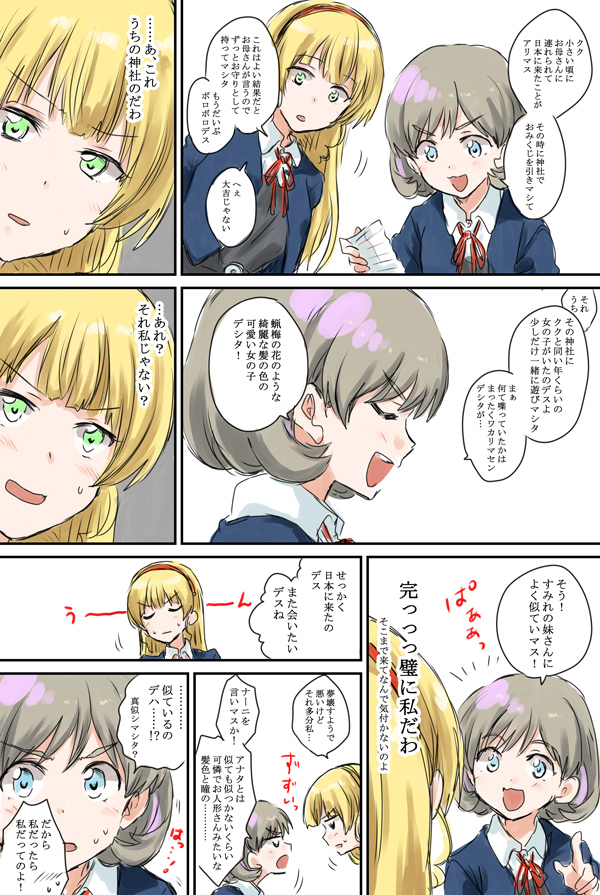 クク
小さい頃に
お母さんに
連れられて
日本に来たことが
アリマス
その時に神社で
おみくじを引きマシて
これはよい結果だと
お母さんが言うので
ずっとお守りとして
持ってマシタ
もうだいぶ
ボロボロデス
へぇ
大吉じゃない
……あ、これ
うちの神社のだわ
それ
うち
その神社に
ククと同い年くらいの
女の子がいたのデスよ
少しだけ一緒に遊びマシタ
まぁ
何て喋っていたかは
まったくワカリマセン
デシタが…
蝋梅の花のような
綺麗な髪の色の
可愛い女の子
デシタ！
…あれ？
それ私じゃない？
そう！
すみれの妹さんに
よく似ていマス！
ぱぁぁっ
完っっっ璧に私だわ
そこまで来てなんで気付かないのよ
せっかく
日本に来たの
デス
また会いたい
デスね
うーーん
夢壊すようで
悪いけど
それ多分私…
ずずいっ
ナーニを
言いマスか！
アナタとは
似ても似つかないくらい
可憐でお人形さんみたいな
髪色と瞳の……
……似ているの
デハ……!?
真似シマシタ？
はっ…！
だから
私だったら
私だってのよ！